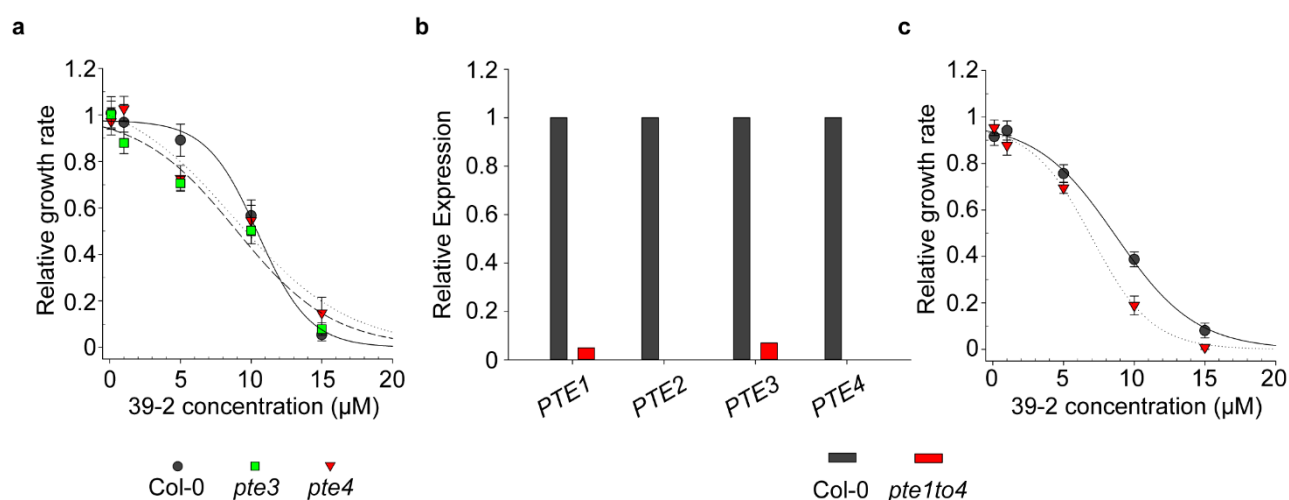 a
1.2
1
0.8
0.6
0.4
0.2
0
Relative growth rate
0 5 10 15 20
39-2 concentration (µM)
Col-0 pte3 pte4
b
1.2
1
0.8
0.6
0.4
0.2
0
Relative Expression
PTE1 PTE2 PTE3 PTE4
Col-0 pte1to4
c
1.2
1
0.8
0.6
0.4
0.2
0
Relative growth rate
0 5 10 15 20
39-2 concentration (µM)